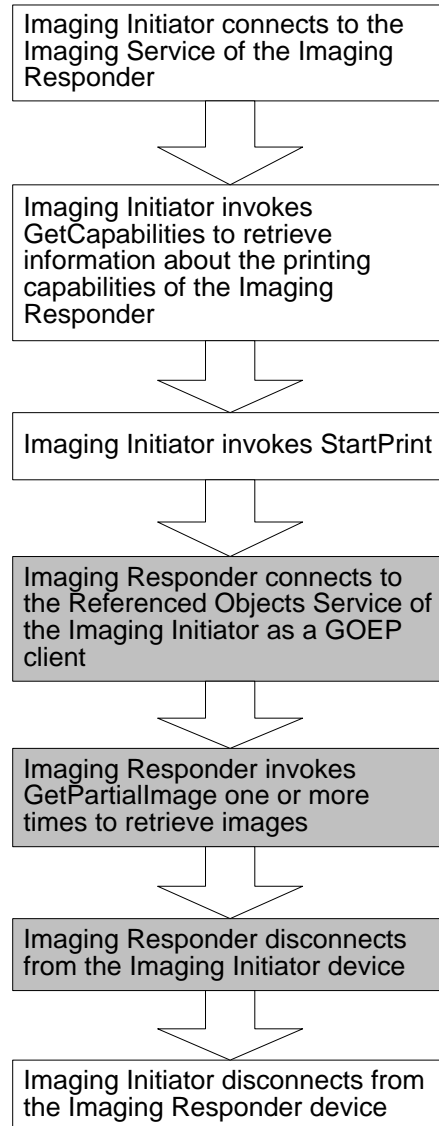 Imaging Initiator connects to the
Imaging Service of the Imaging
Responder
Imaging Initiator invokes
GetCapabilities to retrieve
information about the printing
capabilities of the Imaging
Responder
Imaging Initiator invokes StartPrint
Imaging Responder connects to
the Referenced Objects Service of
the Imaging Initiator as a GOEP
client
Imaging Responder invokes
GetPartialImage one or more
times to retrieve images
Imaging Responder disconnects
from the Imaging Initiator device
Imaging Initiator disconnects from
the Imaging Responder device